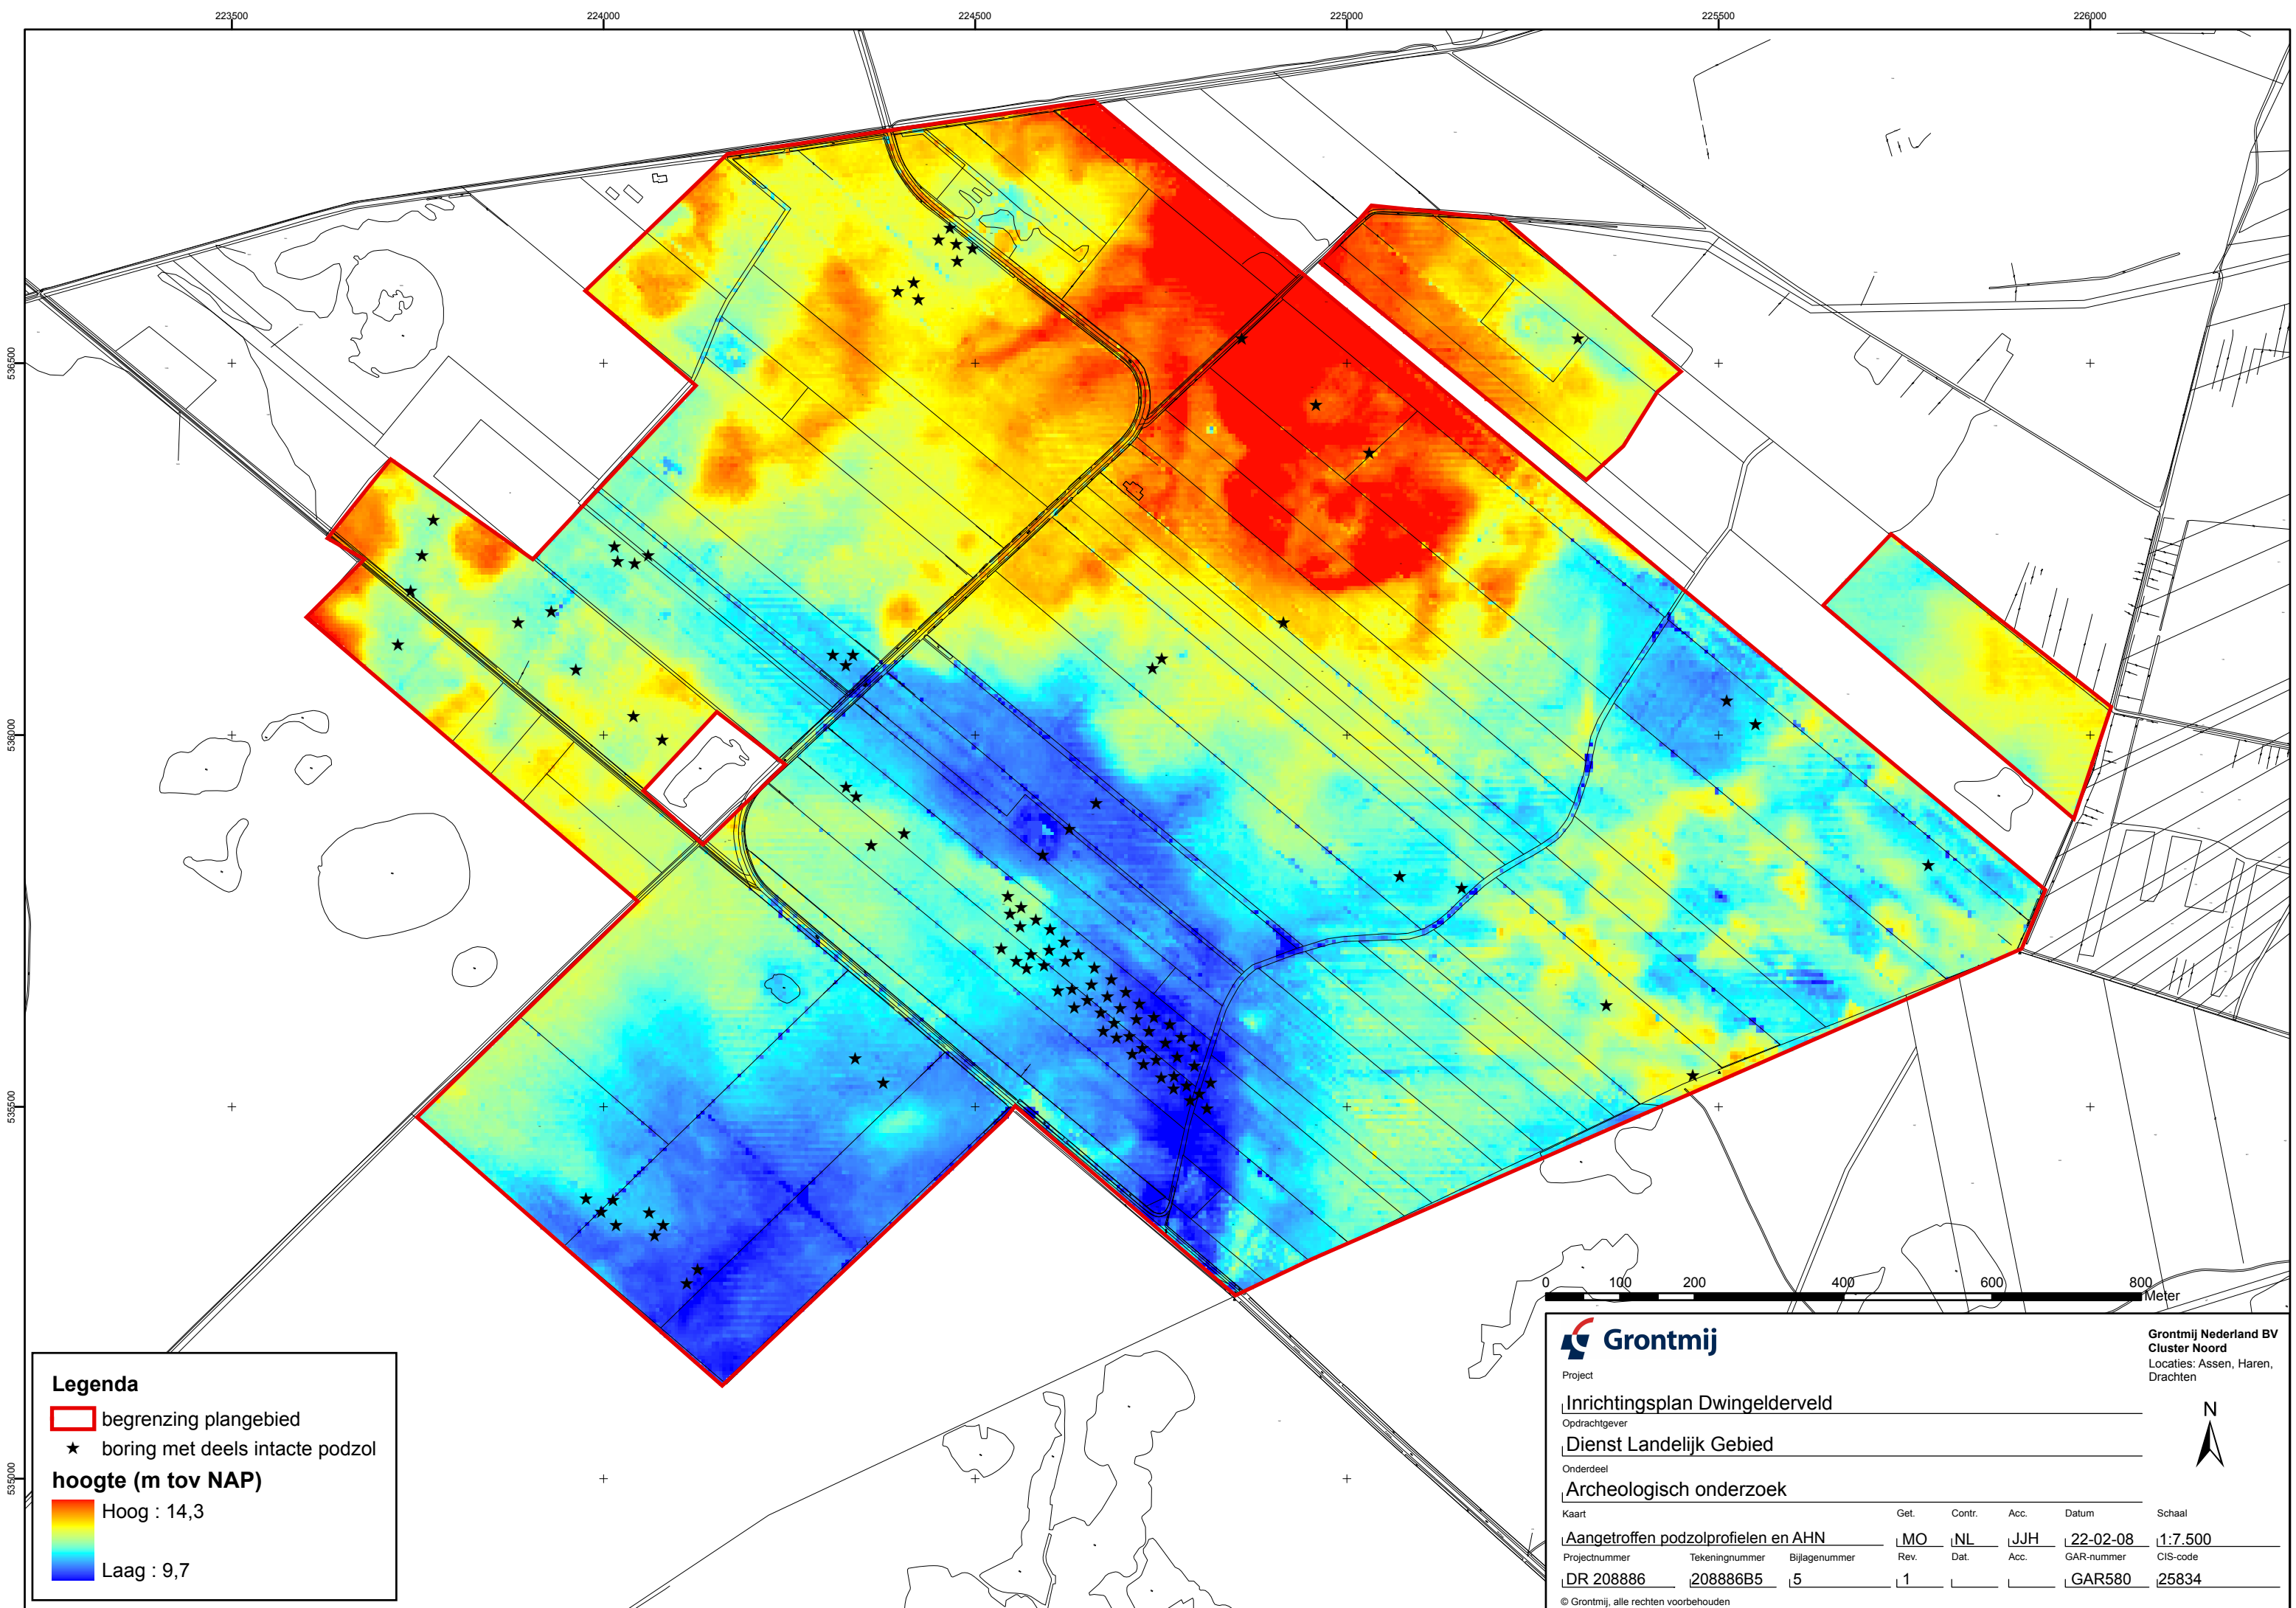 223500 224000 224500 225000 225500 226000
536500
536000
535500
535000
0 100 200 400 600 800
Meter
Legenda
begrenzing plangebied
boring met deels intacte podzol
hoogte (m tov NAP)
Hoog : 14,3
Laag : 9,7
Grontmij
Grontmij Nederland BV
Cluster Noord
Locaties: Assen, Haren,
Drachten
N
Project
Inrichtingsplan Dwingelderveld
Opdrachtgever
Dienst Landelijk Gebied
Onderdeel
Archeologisch onderzoek
Kaart Get. Contr. Acc. Datum Schaal
Aangetroffen podzolprofielen en AHN MO NL JJH 22-02-08 1:7.500
Projectnummer Tekeningnummer Bijlagenummer Rev. Dat. Acc. GAR-nummer CIS-code
DR 208886 208886B5 5 1 GAR580 25834
© Grontmij, alle rechten voorbehouden